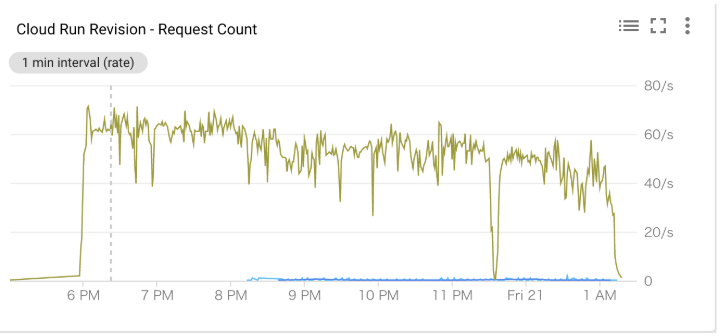 Cloud Run Revision - Request Count
1 min interval (rate)
80/s
60/s
40/s
20/s
0
6 PM 7 PM 8 PM 9 PM 10 PM 11 PM Fri 21 1 AM